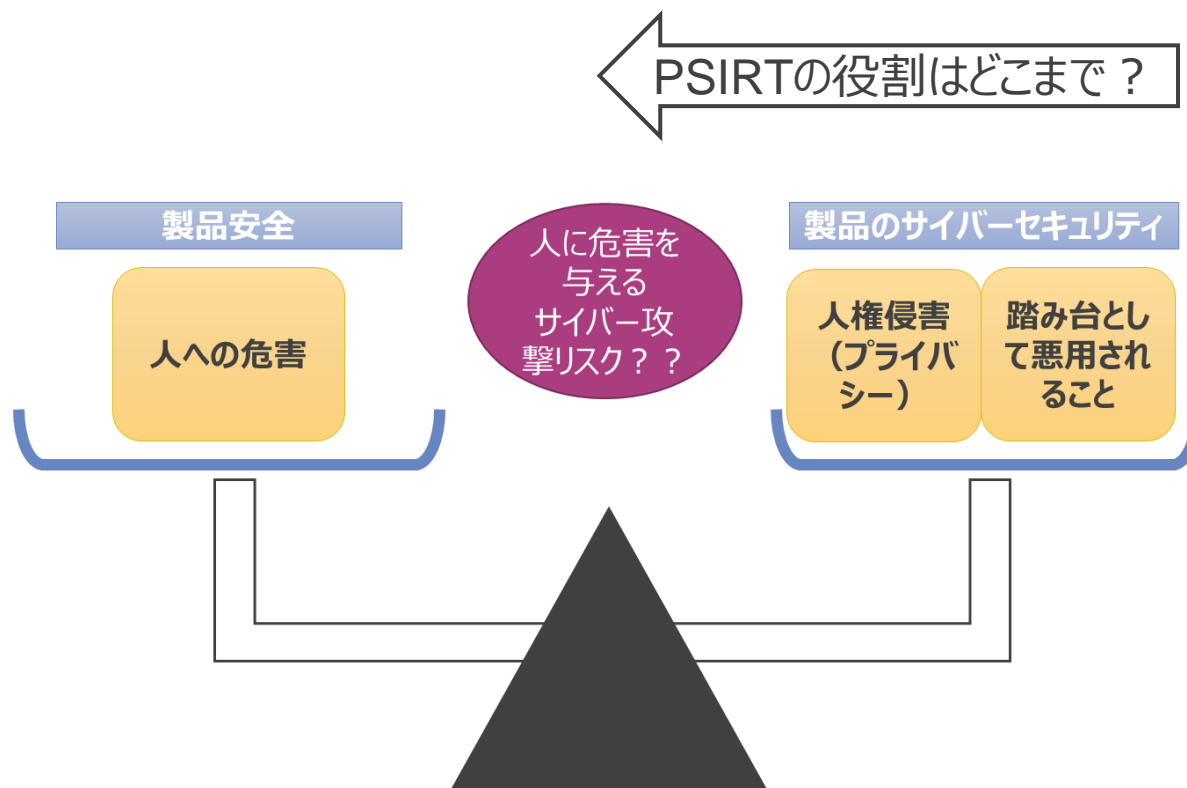 PSIRTの役割はどこまで？
製品安全
人への危害
人に危害を
与える
サイバー攻
撃リスク？？
製品のサイバーセキュリティ
人権侵害
（プライバ
シー）
踏み台とし
て悪用され
ること